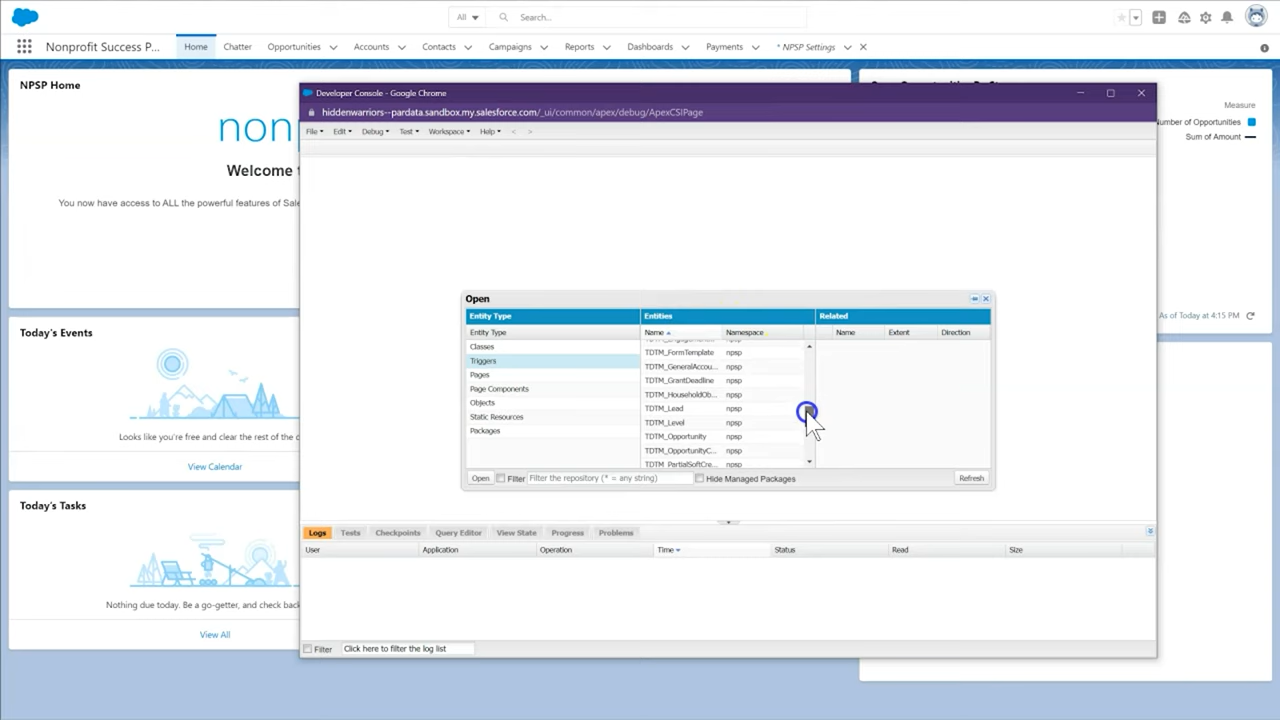 All
Search...
Nonprofit Success P...
Home
Chatter
Opportunities
Accounts
Contacts
Campaigns
Reports
Dashboards
Payments
* NPSP Settings
NPSP Home
non
Welcome
You now have access to ALL the powerful features of Sal
Today's Events
Looks like you're free and clear the rest of the
View Calendar
Today's Tasks
Nothing due today. Be a go-getter, and check back
View All
Measure
Number of Opportunities
Sum of Amount
As of Today at 4:15 PM
Developer Console - Google Chrome
hiddenwarriors--pardata.sandbox.my.salesforce.com/_ui/common/apex/debug/ApexCSIPage
File
Edit
Debug
Test
Workspace
Help
<
>
Open
Entity Type
Entities
Related
Entity Type
Name
Namespace
Name
Extent
Direction
Classes
Triggers
Pages
Page Components
Objects
Static Resources
Packages
TDTM_FormTemplate npsp
TDTM_GeneralAccou... npsp
TDTM_GrantDeadline npsp
TDTM_HouseholdOb... npsp
TDTM_Lead npsp
TDTM_Level npsp
TDTM_Opportunity npsp
TDTM_OpportunityC... npsp
TDTM_PartialSoftCre... npsp
Open
Filter
Filter the repository (* = any string)
Hide Managed Packages
Refresh
Logs
Tests
Checkpoints
Query Editor
View State
Progress
Problems
User
Application
Operation
Time
Status
Read
Size
Filter
Click here to filter the log list